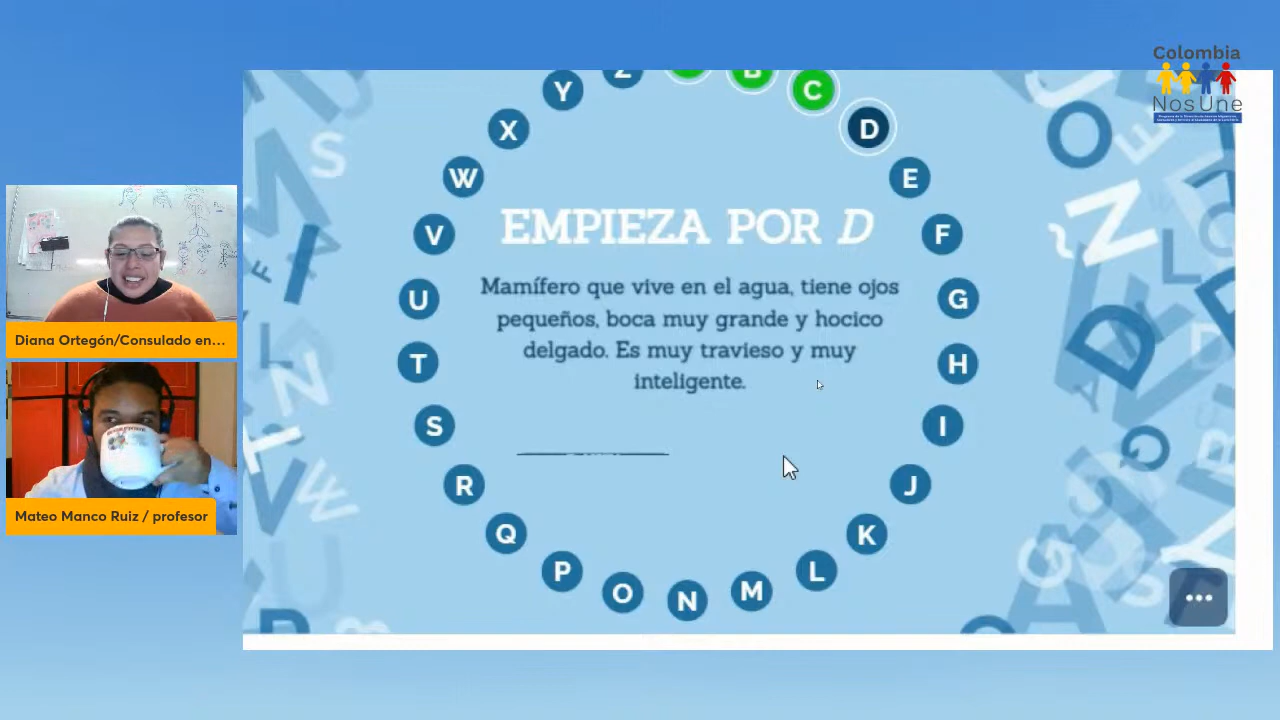 Colombia
NosUne
Y
Z
B
C
X
D
W
E
EMPIEZA POR D
V
F
Mamífero que vive en el agua, tiene ojos
pequeños, boca muy grande y hocico
delgado. Es muy travieso y muy
inteligente.
U
G
T
H
S
I
R
J
Q
K
P
L
O
N
M
Diana Ortegón/Consulado en...
Mateo Manco Ruiz / profesor